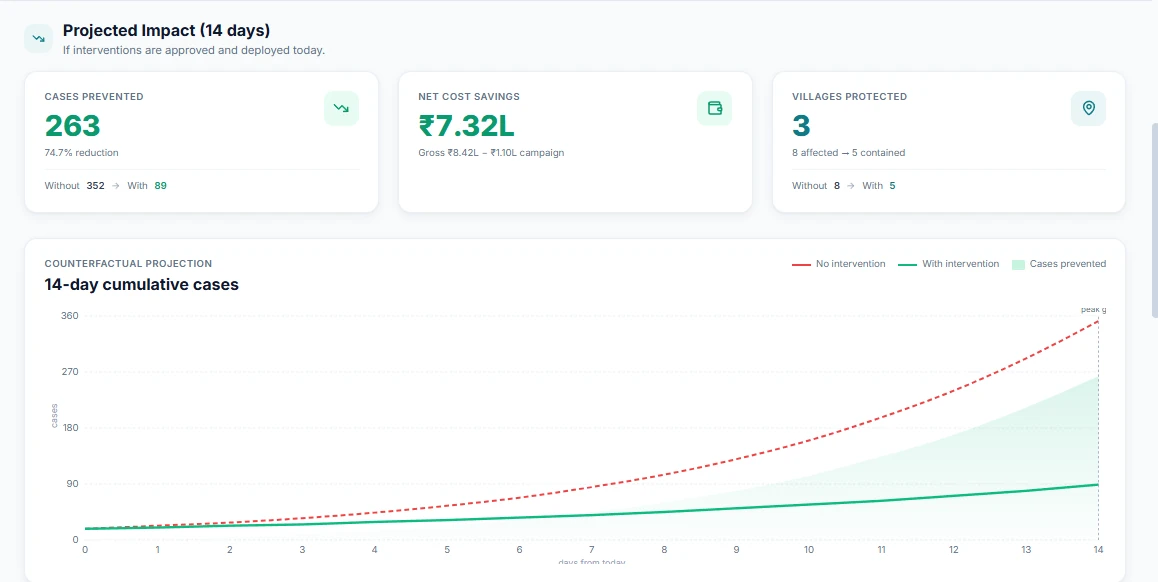 Projected Impact (14 days)
If interventions are approved and deployed today.
CASES PREVENTED
263
74.7% reduction
Without 352 → With 89
NET COST SAVINGS
₹7.32L
Gross ₹8.42L − ₹1.10L campaign
VILLAGES PROTECTED
3
8 affected → 5 contained
Without 8 → With 5
COUNTERFACTUAL PROJECTION
14-day cumulative cases
No intervention With intervention Cases prevented
peak g
360
270
180
90
0
cases
0 1 2 3 4 5 6 7 8 9 10 11 12 13 14
days from today